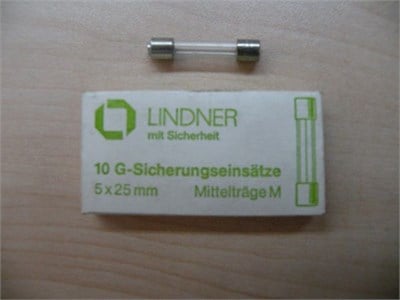 LINDNER
mit Sicherheit
10 G-Sicherungseinsätze
5 x 25 mm Mittelträge M